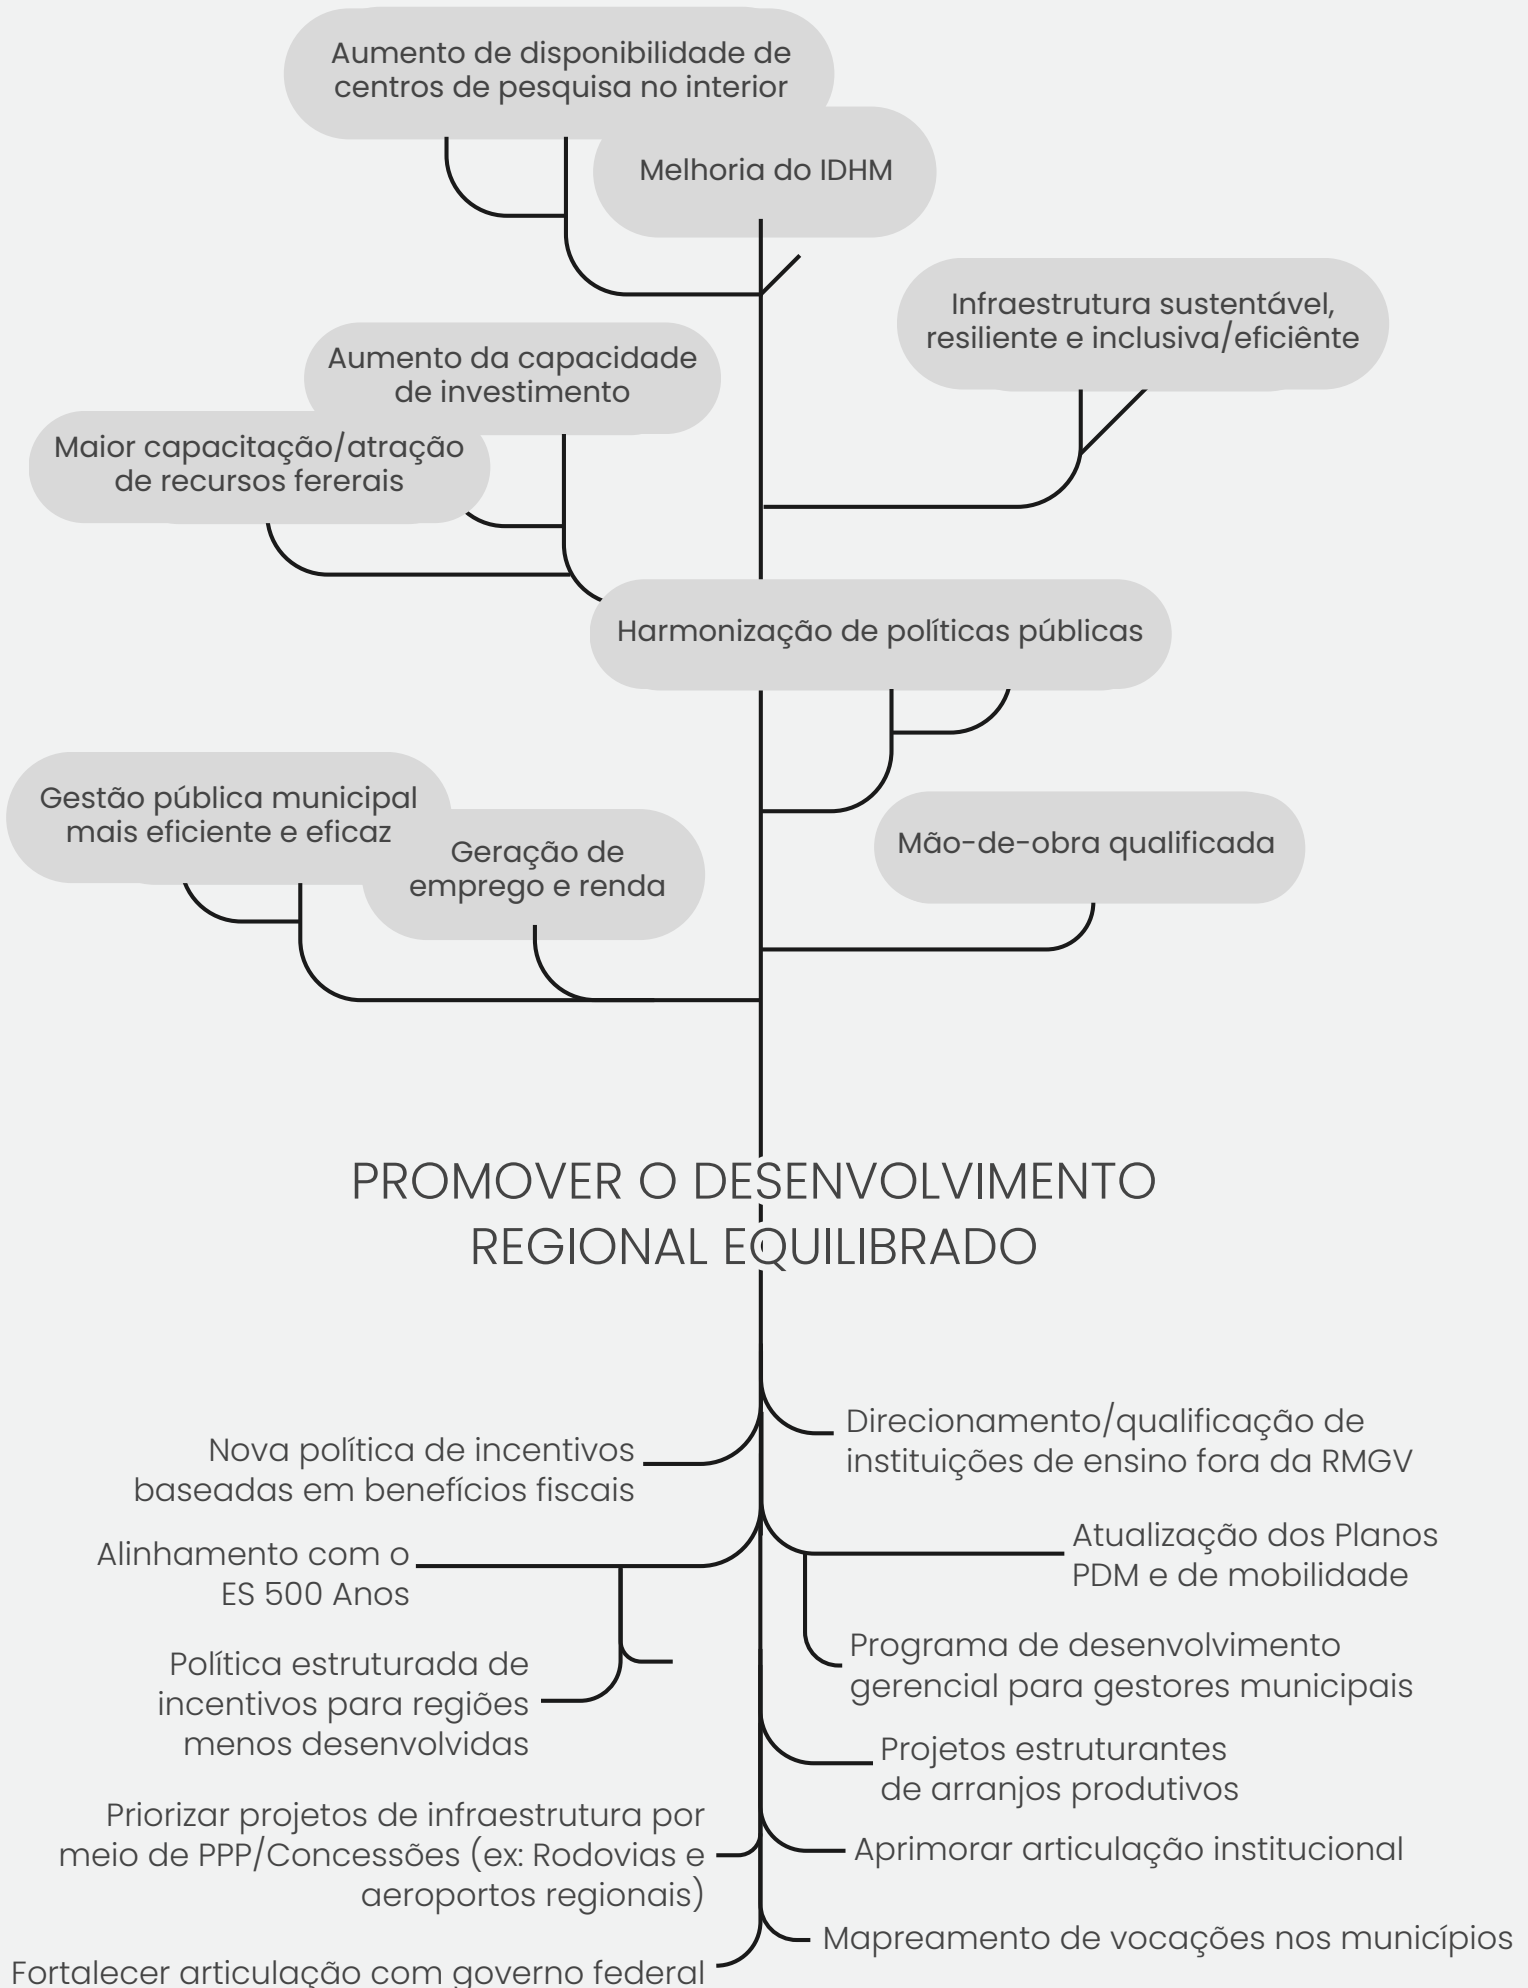 Aumento de disponibilidade de
centros de pesquisa no interior
Melhoria do IDHM
Infraestrutura sustentável,
resiliente e inclusiva/eficiênte
Aumento da capacidade
de investimento
Maior capacitação/atração
de recursos fererais
Harmonização de políticas públicas
Gestão pública municipal
mais eficiente e eficaz
Geração de
emprego e renda
Mão-de-obra qualificada
PROMOVER O DESENVOLVIMENTO
REGIONAL EQUILIBRADO
Direcionamento/qualificação de
instituições de ensino fora da RMGV
Nova política de incentivos
baseadas em benefícios fiscais
Atualização dos Planos
PDM e de mobilidade
Alinhamento com o
ES 500 Anos
Programa de desenvolvimento
gerencial para gestores municipais
Política estruturada de
incentivos para regiões
menos desenvolvidas
Projetos estruturantes
de arranjos produtivos
Priorizar projetos de infraestrutura por
meio de PPP/Concessões (ex: Rodovias e
aeroportos regionais)
Aprimorar articulação institucional
Mapreamento de vocações nos municípios
Fortalecer articulação com governo federal